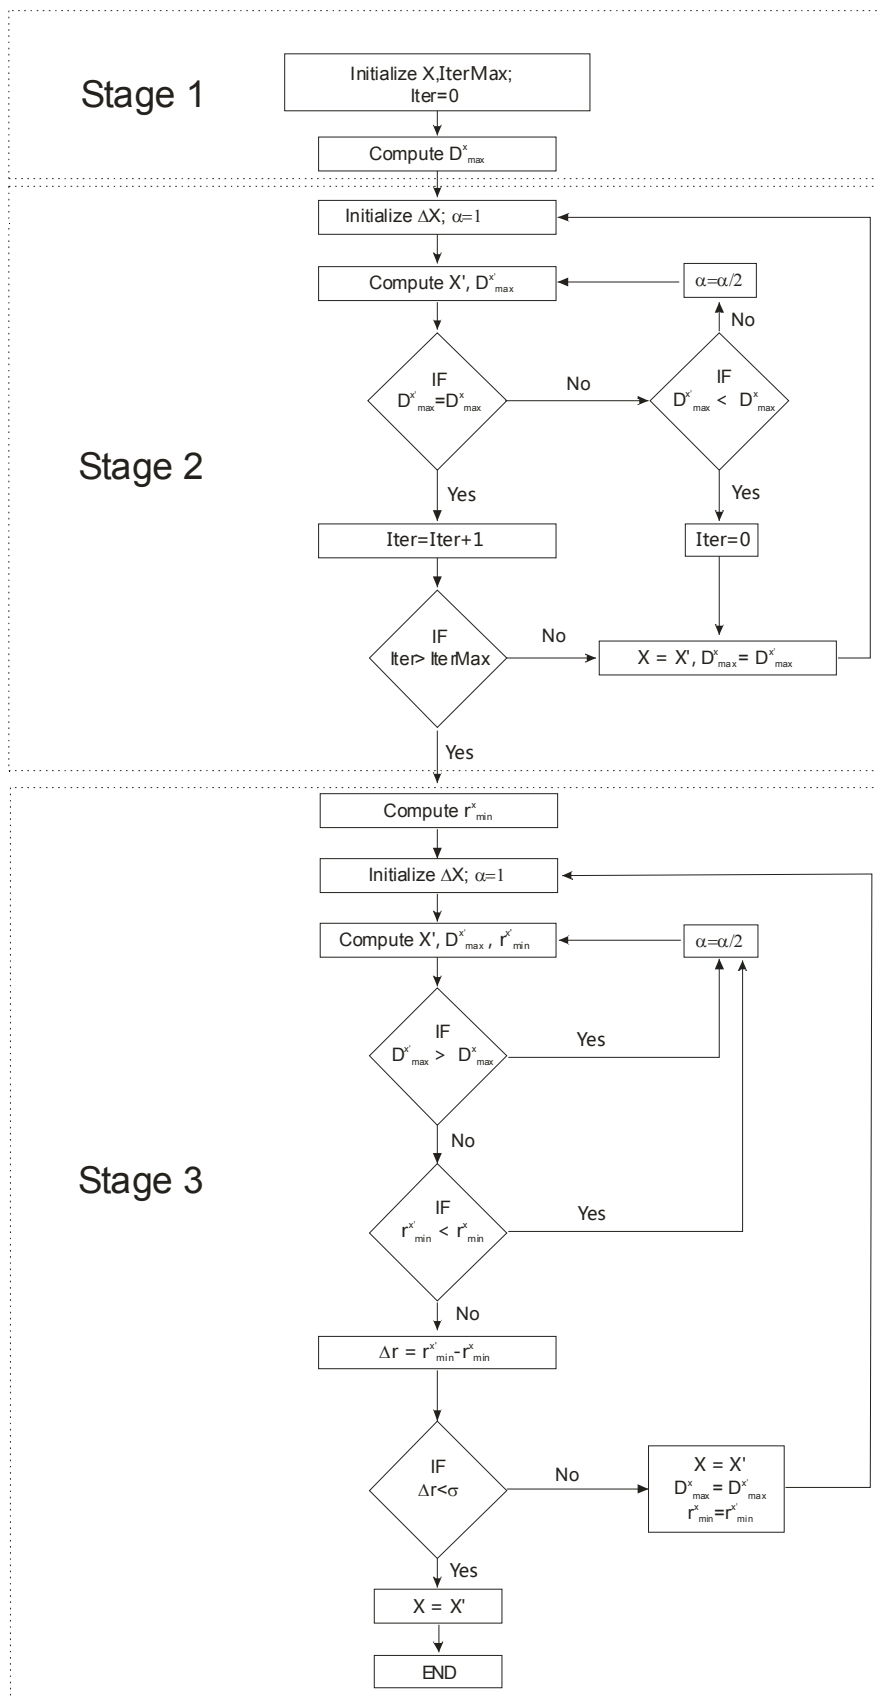 Stage 1
Initialize X,IterMax;
Iter=0
Compute D^x_max
Stage 2
Initialize ΔX; α=1
Compute X', D^x'_max
α=α/2
No
IF
D^x'_max=D^x_max
No
IF
D^x'_max < D^x_max
Yes
Yes
Iter=Iter+1
Iter=0
IF
Iter> IterMax
No
X = X', D^x_max= D^x'_max
Yes
Stage 3
Compute r^x_min
Initialize ΔX; α=1
Compute X', D^x'_max , r^x'_min
α=α/2
IF
D^x'_max > D^x_max
Yes
No
IF
r^x'_min < r^x_min
Yes
No
Δr = r^x'_min-r^x_min
IF
Δr<σ
No
X = X'
D^x_max = D^x'_max
r^x_min=r^x'_min
Yes
X = X'
END